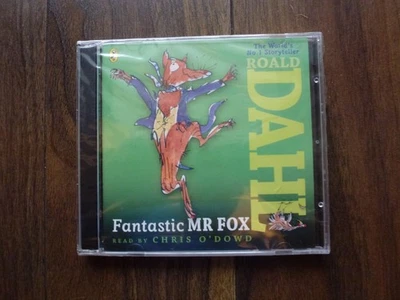 The World's
No.1 Storyteller
ROALD
DAHL
Fantastic MR FOX
READ BY CHRIS O'DOWD